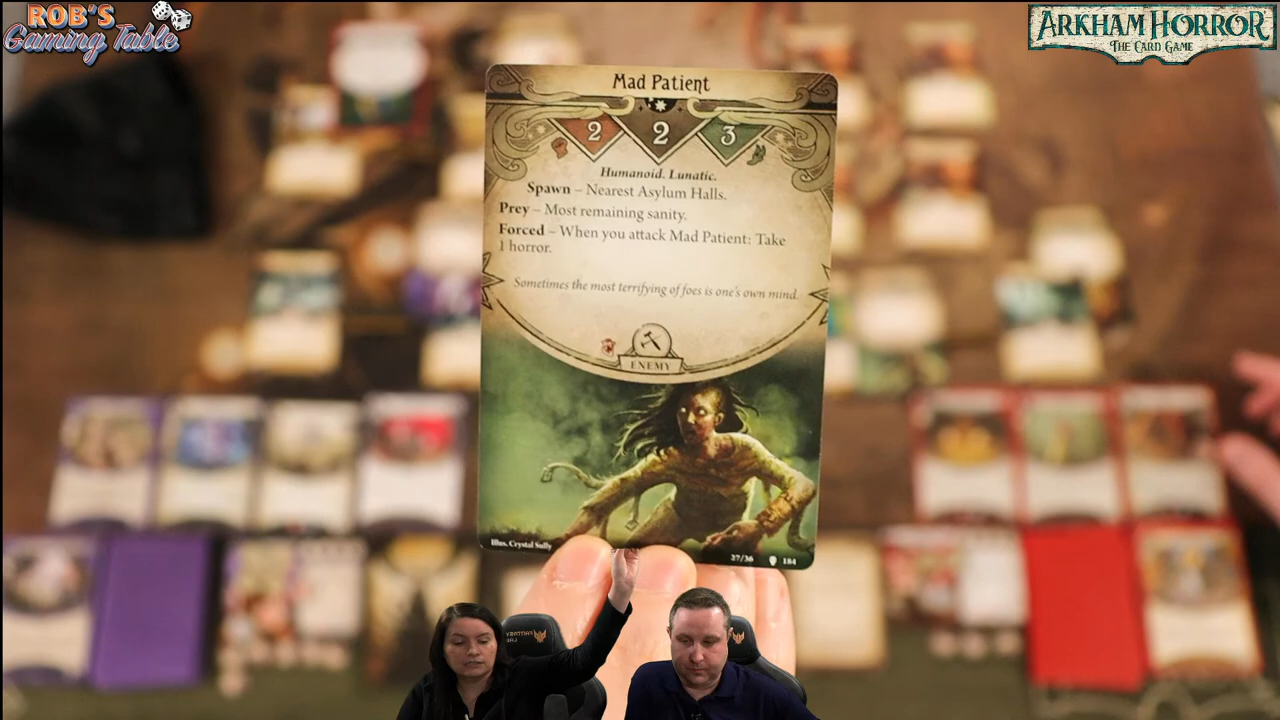 ROB'S
Gaming Table
ARKHAM HORROR
THE CARD GAME
Mad Patient
2 2 3
Humanoid. Lunatic.
Spawn – Nearest Asylum Halls.
Prey – Most remaining sanity.
Forced – When you attack Mad Patient: Take
1 horror.
Sometimes the most terrifying of foes is one's own mind.
ENEMY
Illus. Crystal Sully
27/36 184